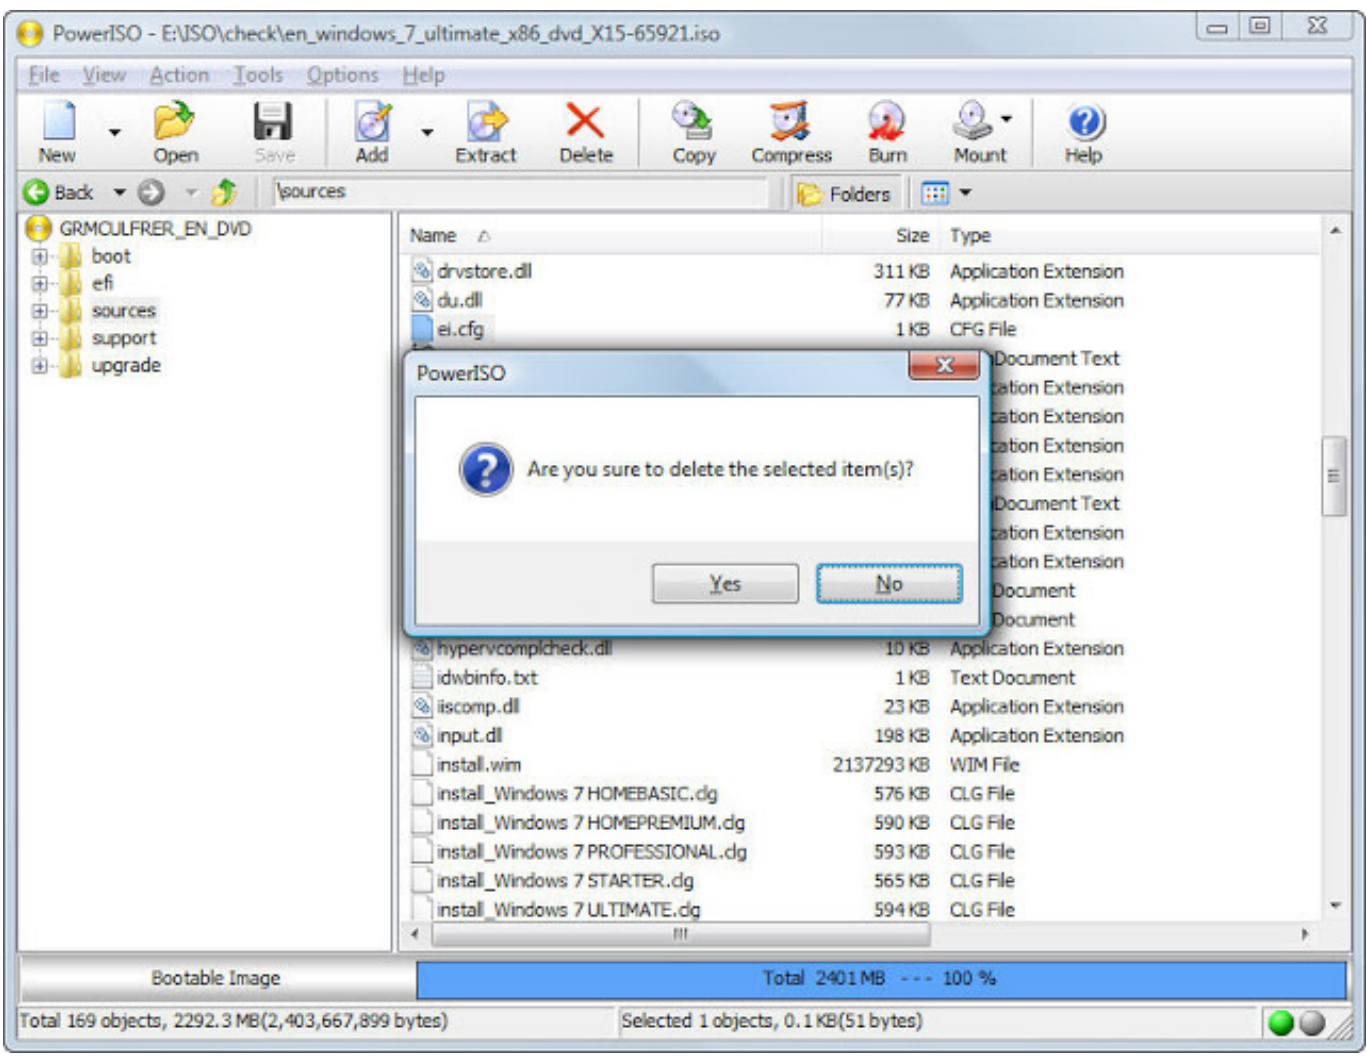 PowerISO - E:\ISO\check\en_windows_7_ultimate_x86_dvd_X15-65921.iso
File View Action Tools Options Help
New Open Save Add Extract Delete Copy Compress Burn Mount Help
Back \sources Folders
GRMCULFRER_EN_DVD
boot
efi
sources
support
upgrade
Name Size Type
drvstore.dll 311 KB Application Extension
du.dll 77 KB Application Extension
ei.cfg 1 KB CFG File
Document Text
Extension
Extension
Extension
Extension
Document Text
Extension
Extension
Document
Document
PowerISO
Are you sure to delete the selected item(s)?
Yes No
hypervcomplcheck.dll 10 KB Application Extension
idwbinfo.txt 1 KB Text Document
iiscomp.dll 23 KB Application Extension
input.dll 198 KB Application Extension
install.wim 2137293 KB WIM File
install_Windows 7 HOMEBASIC.clg 576 KB CLG File
install_Windows 7 HOMEPREMIUM.clg 590 KB CLG File
install_Windows 7 PROFESSIONAL.clg 593 KB CLG File
install_Windows 7 STARTER.clg 565 KB CLG File
install_Windows 7 ULTIMATE.clg 594 KB CLG File
Bootable Image Total 2401 MB --- 100 %
Total 169 objects, 2292.3 MB(2,403,667,899 bytes) Selected 1 objects, 0.1 KB(51 bytes)